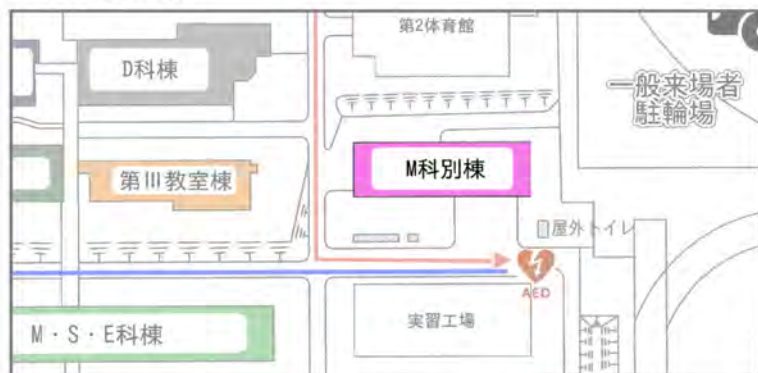 第2体育館
D科棟
一般来場者
駐輪場
M科別棟
第III教室棟
屋外トイレ
AED
実習工場
M・S・E科棟